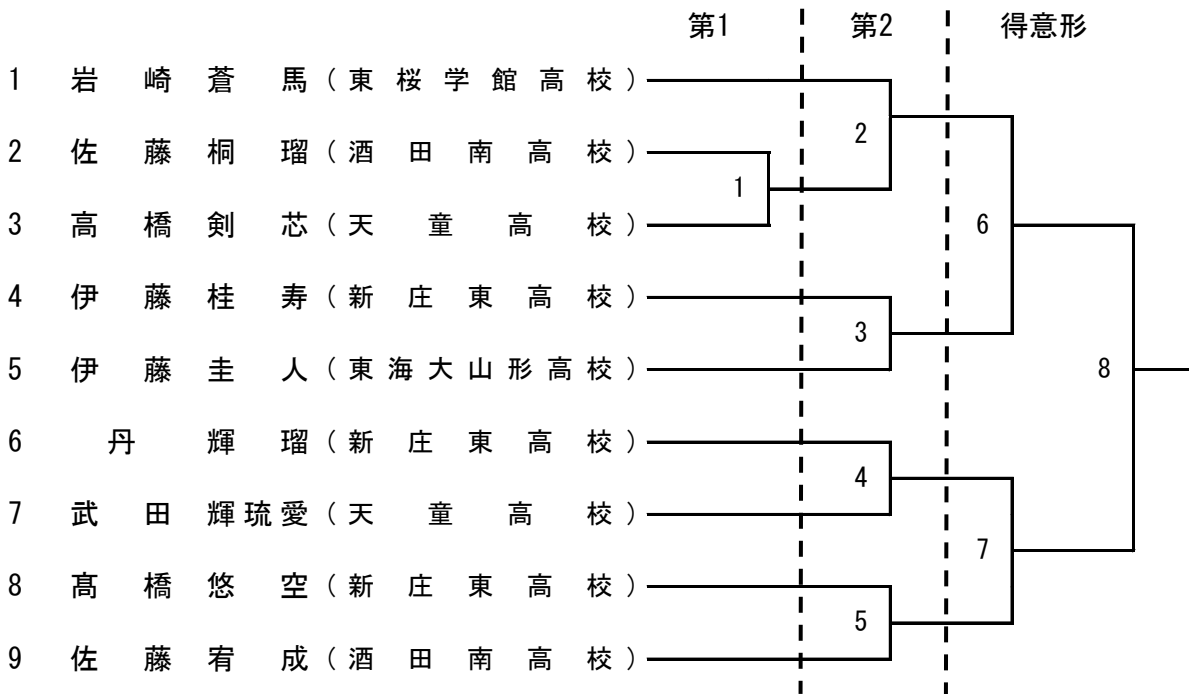 第1 第2 得意形
1 岩崎蒼馬（東桜学館高校）
2
2 佐藤桐瑠（酒田南高校）
1
3 高橋剣芯（天童高校）
6
4 伊藤桂寿（新庄東高校）
3
5 伊藤圭人（東海大山形高校）
8
6 丹輝瑠（新庄東高校）
4
7 武田輝琉愛（天童高校）
7
8 髙橋悠空（新庄東高校）
5
9 佐藤宥成（酒田南高校）